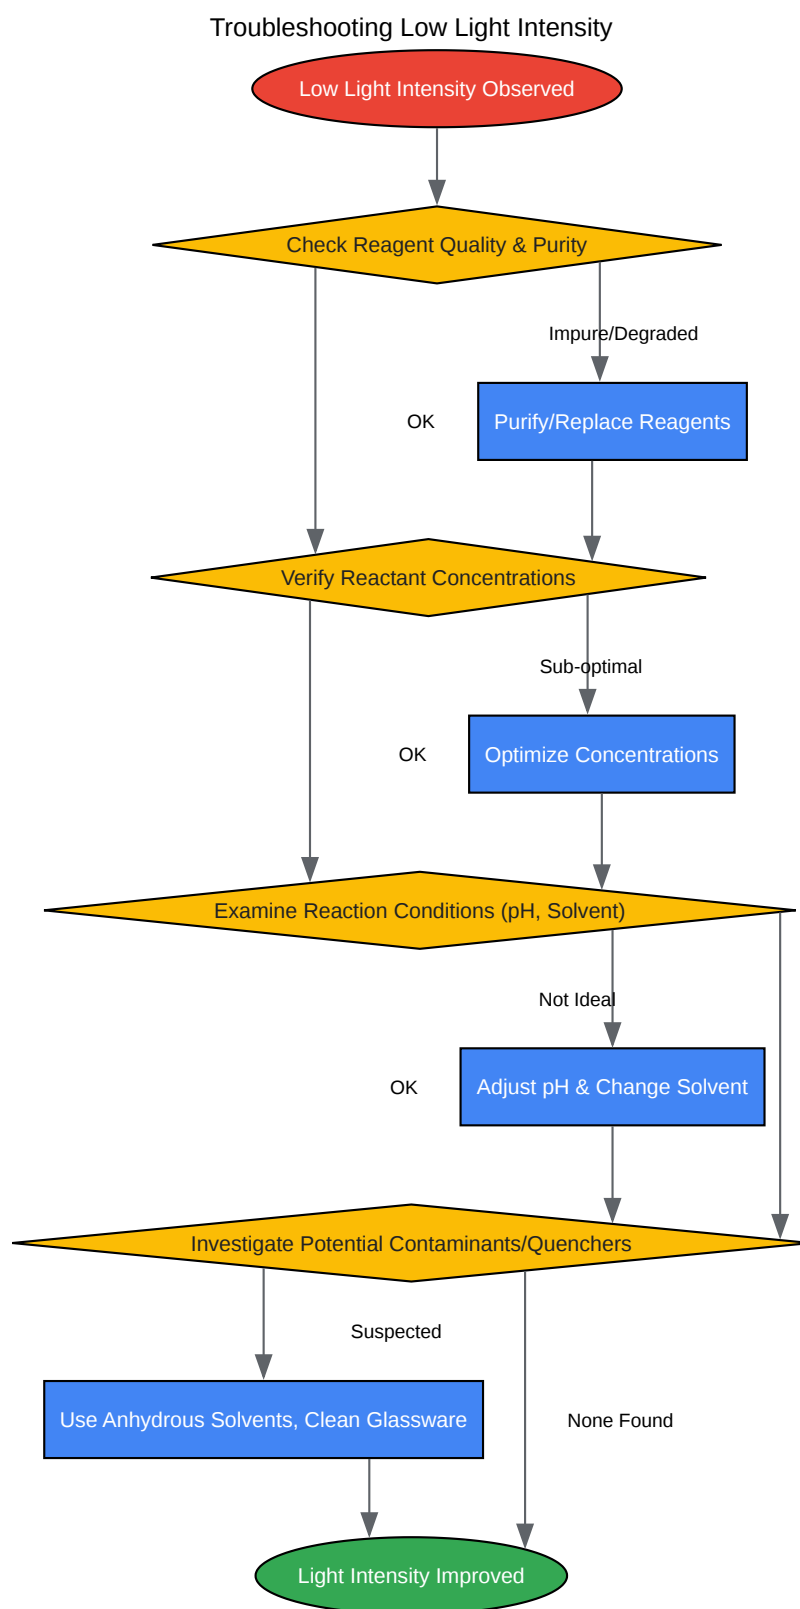 Troubleshooting Low Light Intensity
Low Light Intensity Observed
Check Reagent Quality & Purity
Impure/Degraded
OK
Purify/Replace Reagents
Verify Reactant Concentrations
Sub-optimal
OK
Optimize Concentrations
Examine Reaction Conditions (pH, Solvent)
Not Ideal
OK
Adjust pH & Change Solvent
Investigate Potential Contaminants/Quenchers
Suspected
Use Anhydrous Solvents, Clean Glassware
None Found
Light Intensity Improved